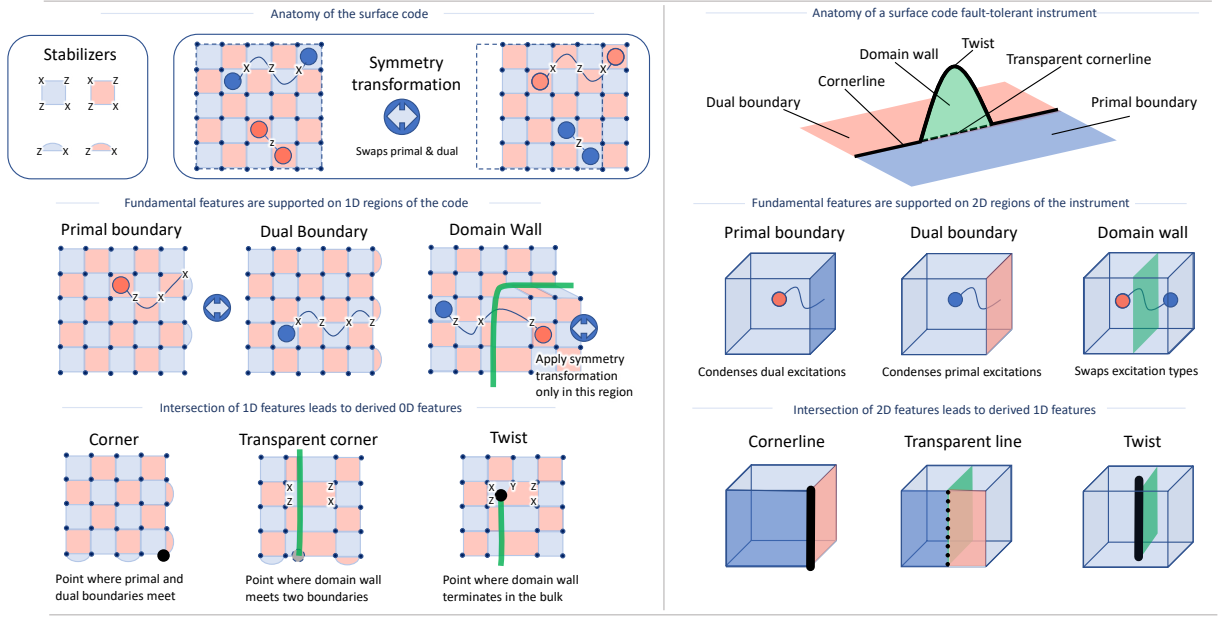 Anatomy of the surface code
Stabilizers
X Z X Z
Z X Z X
Z X Z X
X Z X
Z
Symmetry
transformation
Swaps primal & dual
X Z X
Z
Fundamental features are supported on 1D regions of the code
Primal boundary
Z X X
Dual Boundary
X Z X Z
Domain Wall
Z X Z
Apply symmetry
transformation
only in this region
Intersection of 1D features leads to derived 0D features
Corner
Point where primal and
dual boundaries meet
Transparent corner
X Z
Z X
Point where domain wall
meets two boundaries
Twist
X Y Z
Z X
Point where domain wall
terminates in the bulk
Anatomy of a surface code fault-tolerant instrument
Twist
Domain wall
Transparent cornerline
Cornerline
Dual boundary
Primal boundary
Fundamental features are supported on 2D regions of the instrument
Primal boundary
Condenses dual excitations
Dual boundary
Condenses primal excitations
Domain wall
Swaps excitation types
Intersection of 2D features leads to derived 1D features
Cornerline
Transparent line
Twist